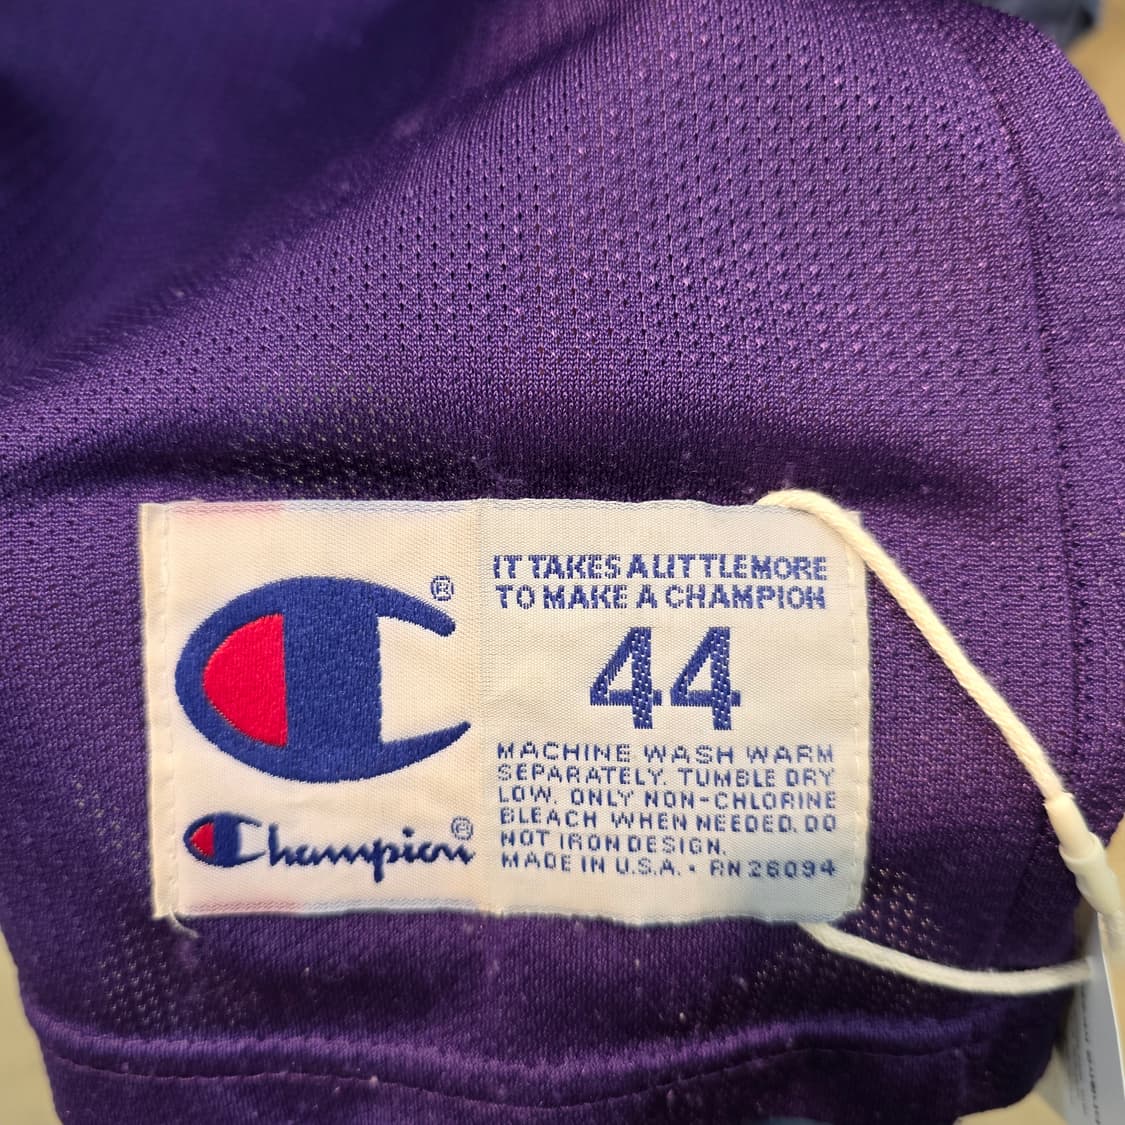 ®
Champion®
IT TAKES A LITTLE MORE
TO MAKE A CHAMPION
44
MACHINE WASH WARM
SEPARATELY. TUMBLE DRY
LOW. ONLY NON-CHLORINE
BLEACH WHEN NEEDED. DO
NOT IRON DESIGN.
MADE IN U.S.A. • RN 26094